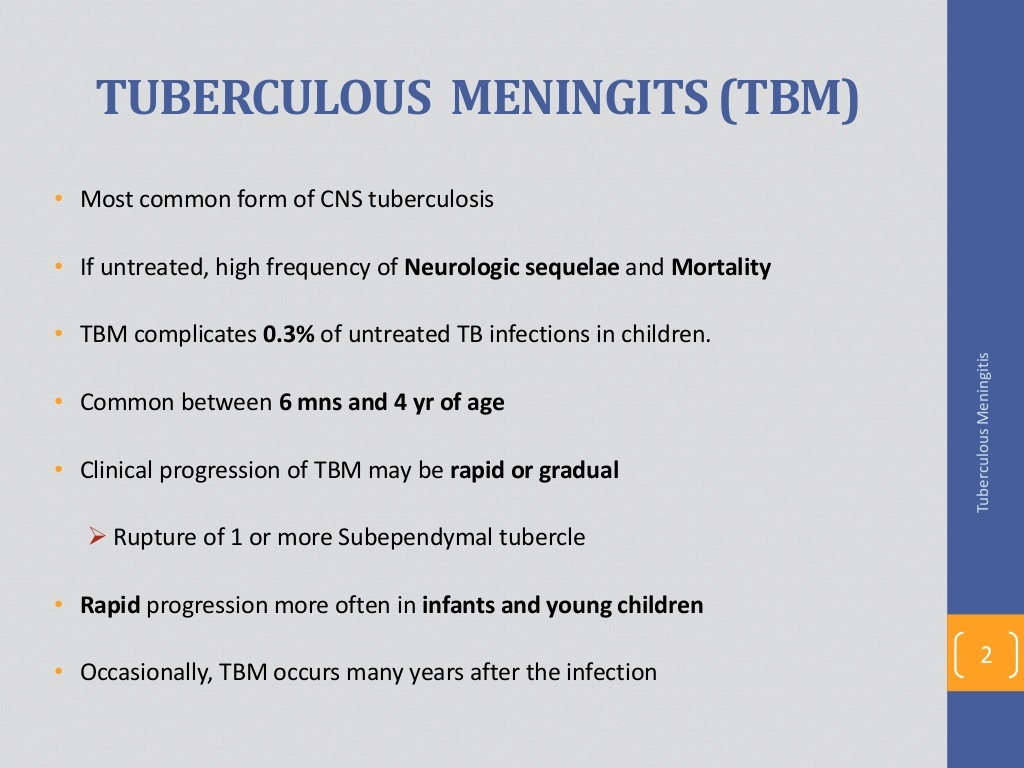 TUBERCULOUS MENINGITS (TBM)
• Most common form of CNS tuberculosis
• If untreated, high frequency of Neurologic sequelae and Mortality
• TBM complicates 0.3% of untreated TB infections in children.
• Common between 6 mns and 4 yr of age
• Clinical progression of TBM may be rapid or gradual
➢ Rupture of 1 or more Subependymal tubercle
• Rapid progression more often in infants and young children
• Occasionally, TBM occurs many years after the infection
Tuberculous Meningitis
2